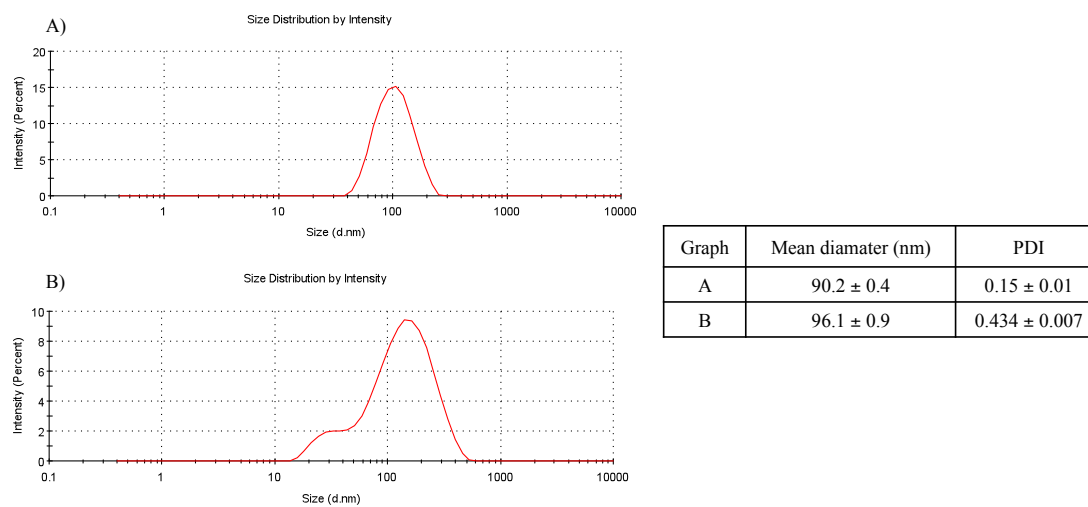 A)
Size Distribution by Intensity
20
15
10
5
0
Intensity (Percent)
0.1 1 10 100 1000 10000
Size (d.nm)
B)
Size Distribution by Intensity
10
8
6
4
2
0
Intensity (Percent)
0.1 1 10 100 1000 10000
Size (d.nm)
Graph Mean diamater (nm) PDI
A 90.2 ± 0.4 0.15 ± 0.01
B 96.1 ± 0.9 0.434 ± 0.007